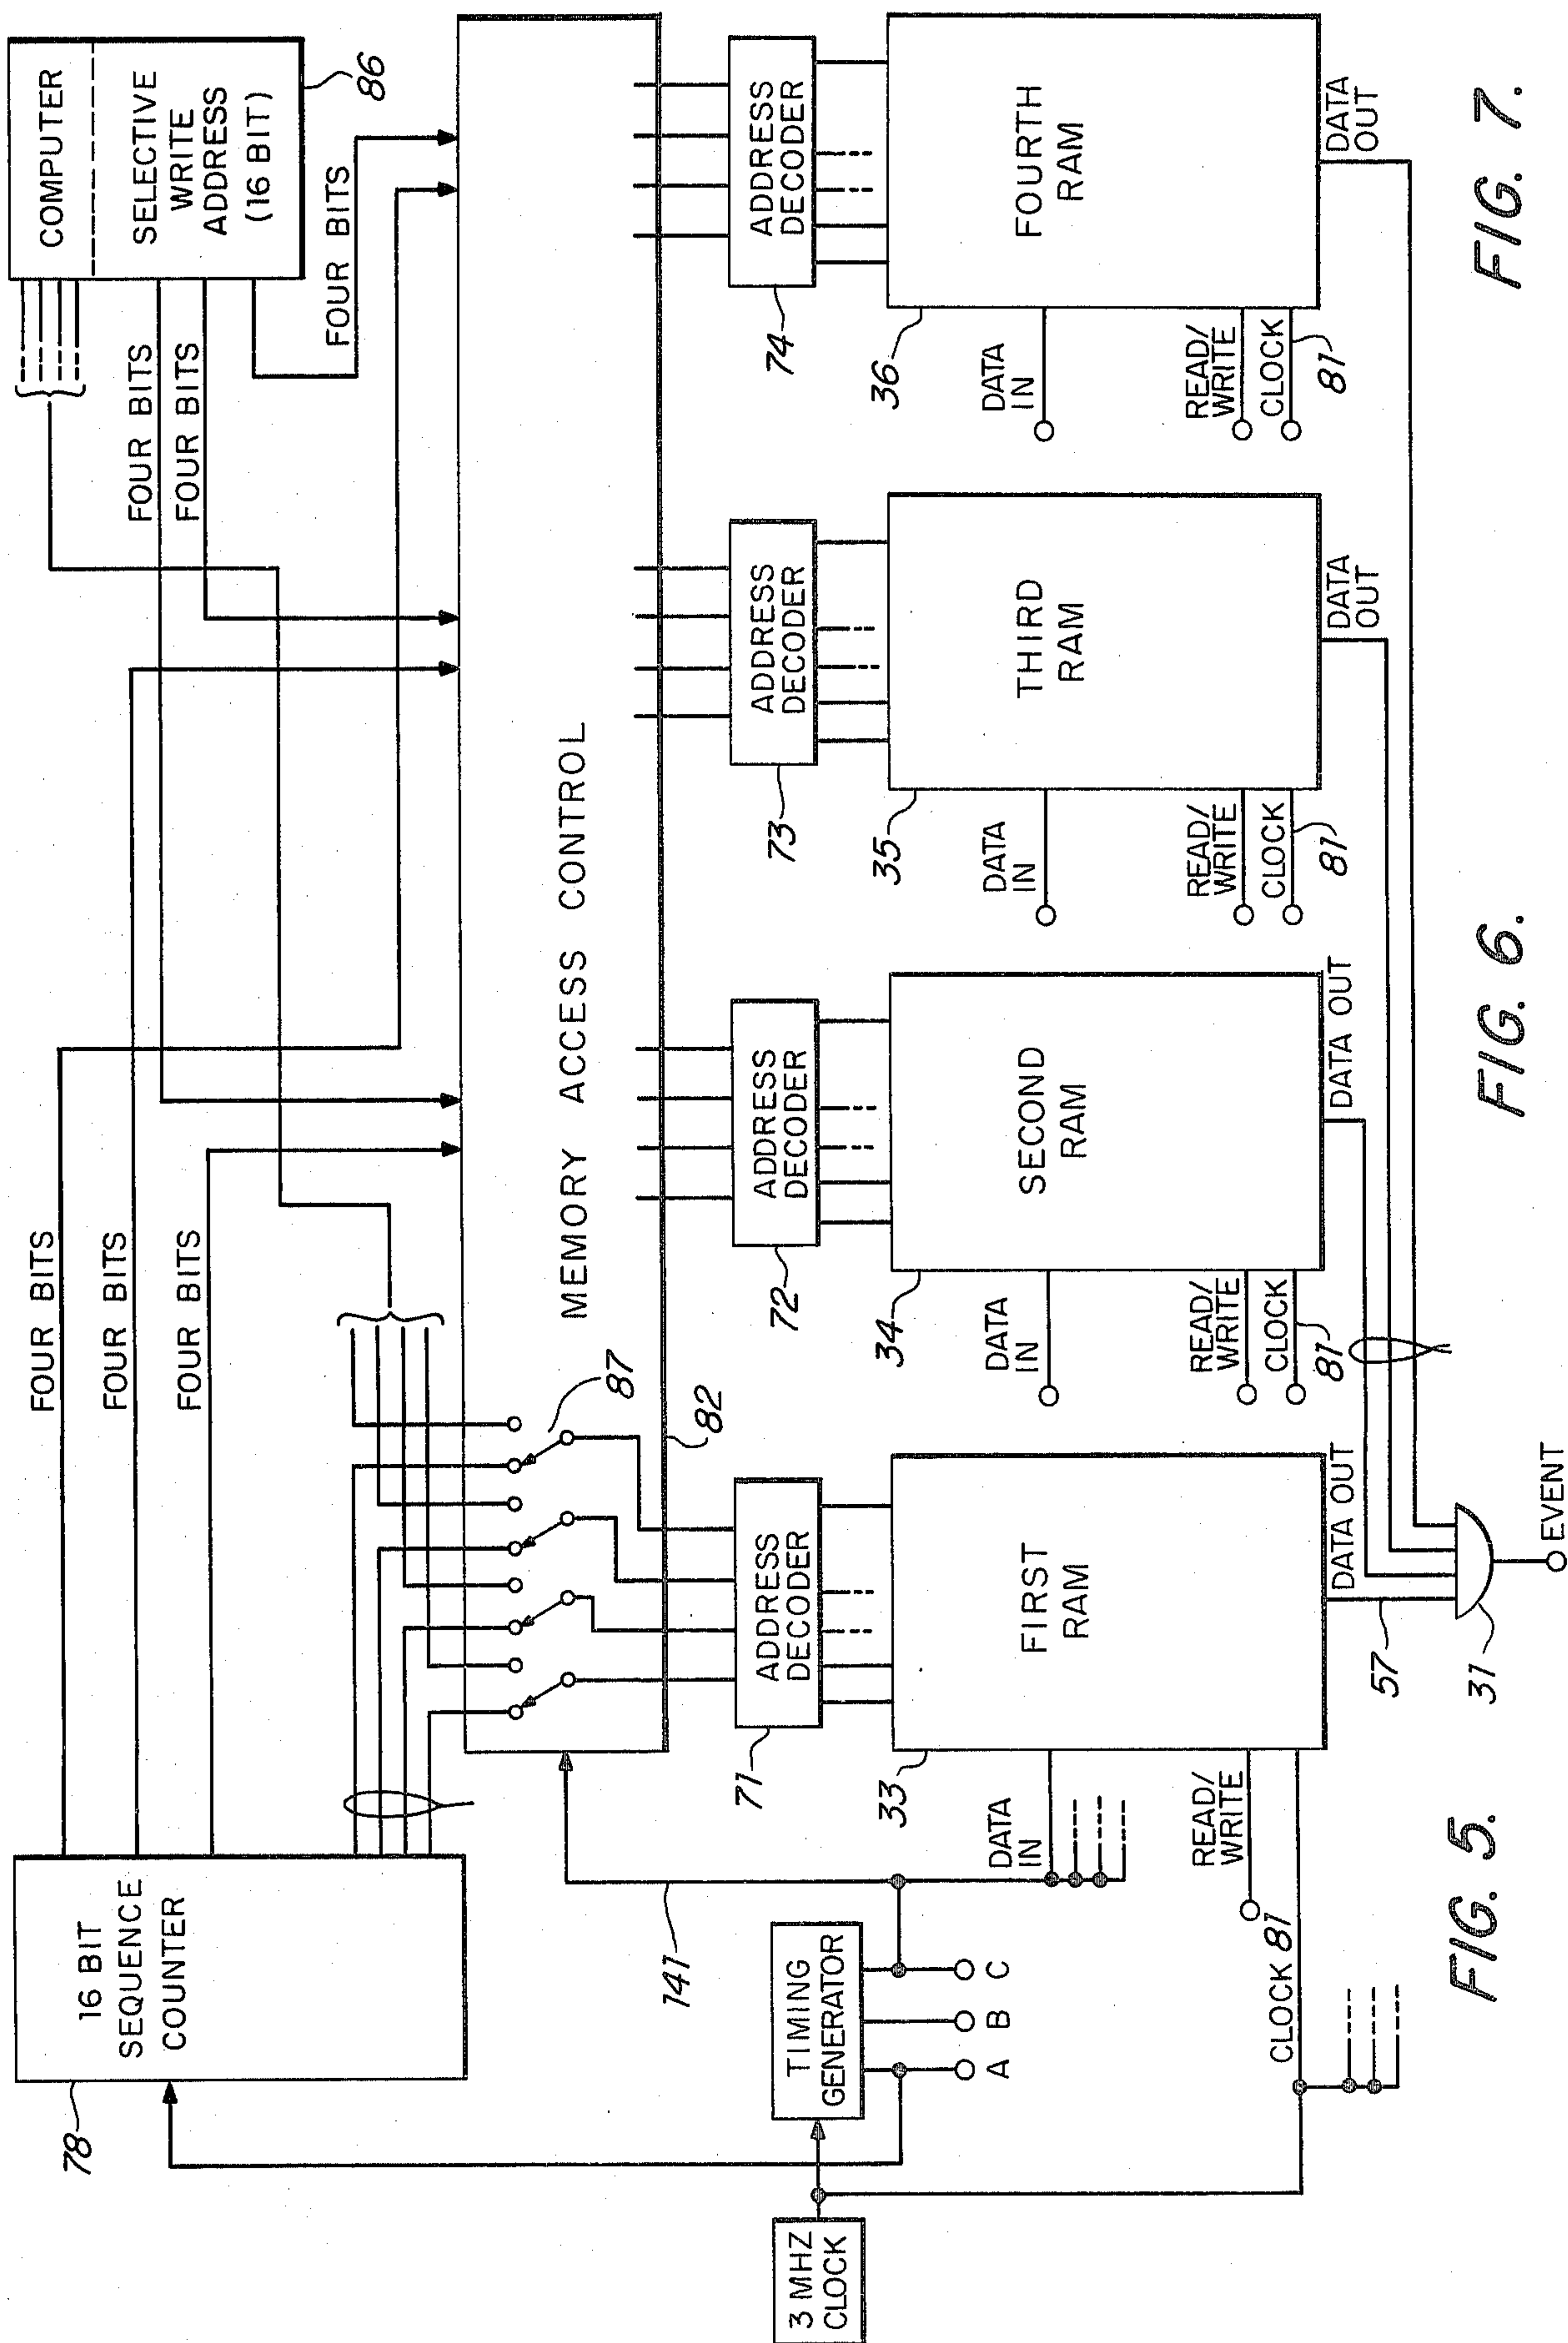 16 BIT
SEQUENCE
COUNTER
78
FOUR BITS
FOUR BITS
FOUR BITS
FOUR BITS
FOUR BITS
FOUR BITS
COMPUTER
SELECTIVE
WRITE
ADDRESS
(16 BIT)
86
MEMORY ACCESS CONTROL
87
82
141
3 MHZ
CLOCK
TIMING
GENERATOR
A
B
C
71
ADDRESS
DECODER
72
ADDRESS
DECODER
73
ADDRESS
DECODER
74
ADDRESS
DECODER
33
FIRST
RAM
DATA
IN
READ/
WRITE
CLOCK 81
DATA OUT
34
SECOND
RAM
DATA
IN
READ/
WRITE
CLOCK
81
DATA OUT
35
THIRD
RAM
DATA
IN
READ/
WRITE
CLOCK
81
DATA
OUT
36
FOURTH
RAM
DATA
IN
READ/
WRITE
CLOCK
81
DATA
OUT
57
31
EVENT
FIG. 5.
FIG. 6.
FIG. 7.